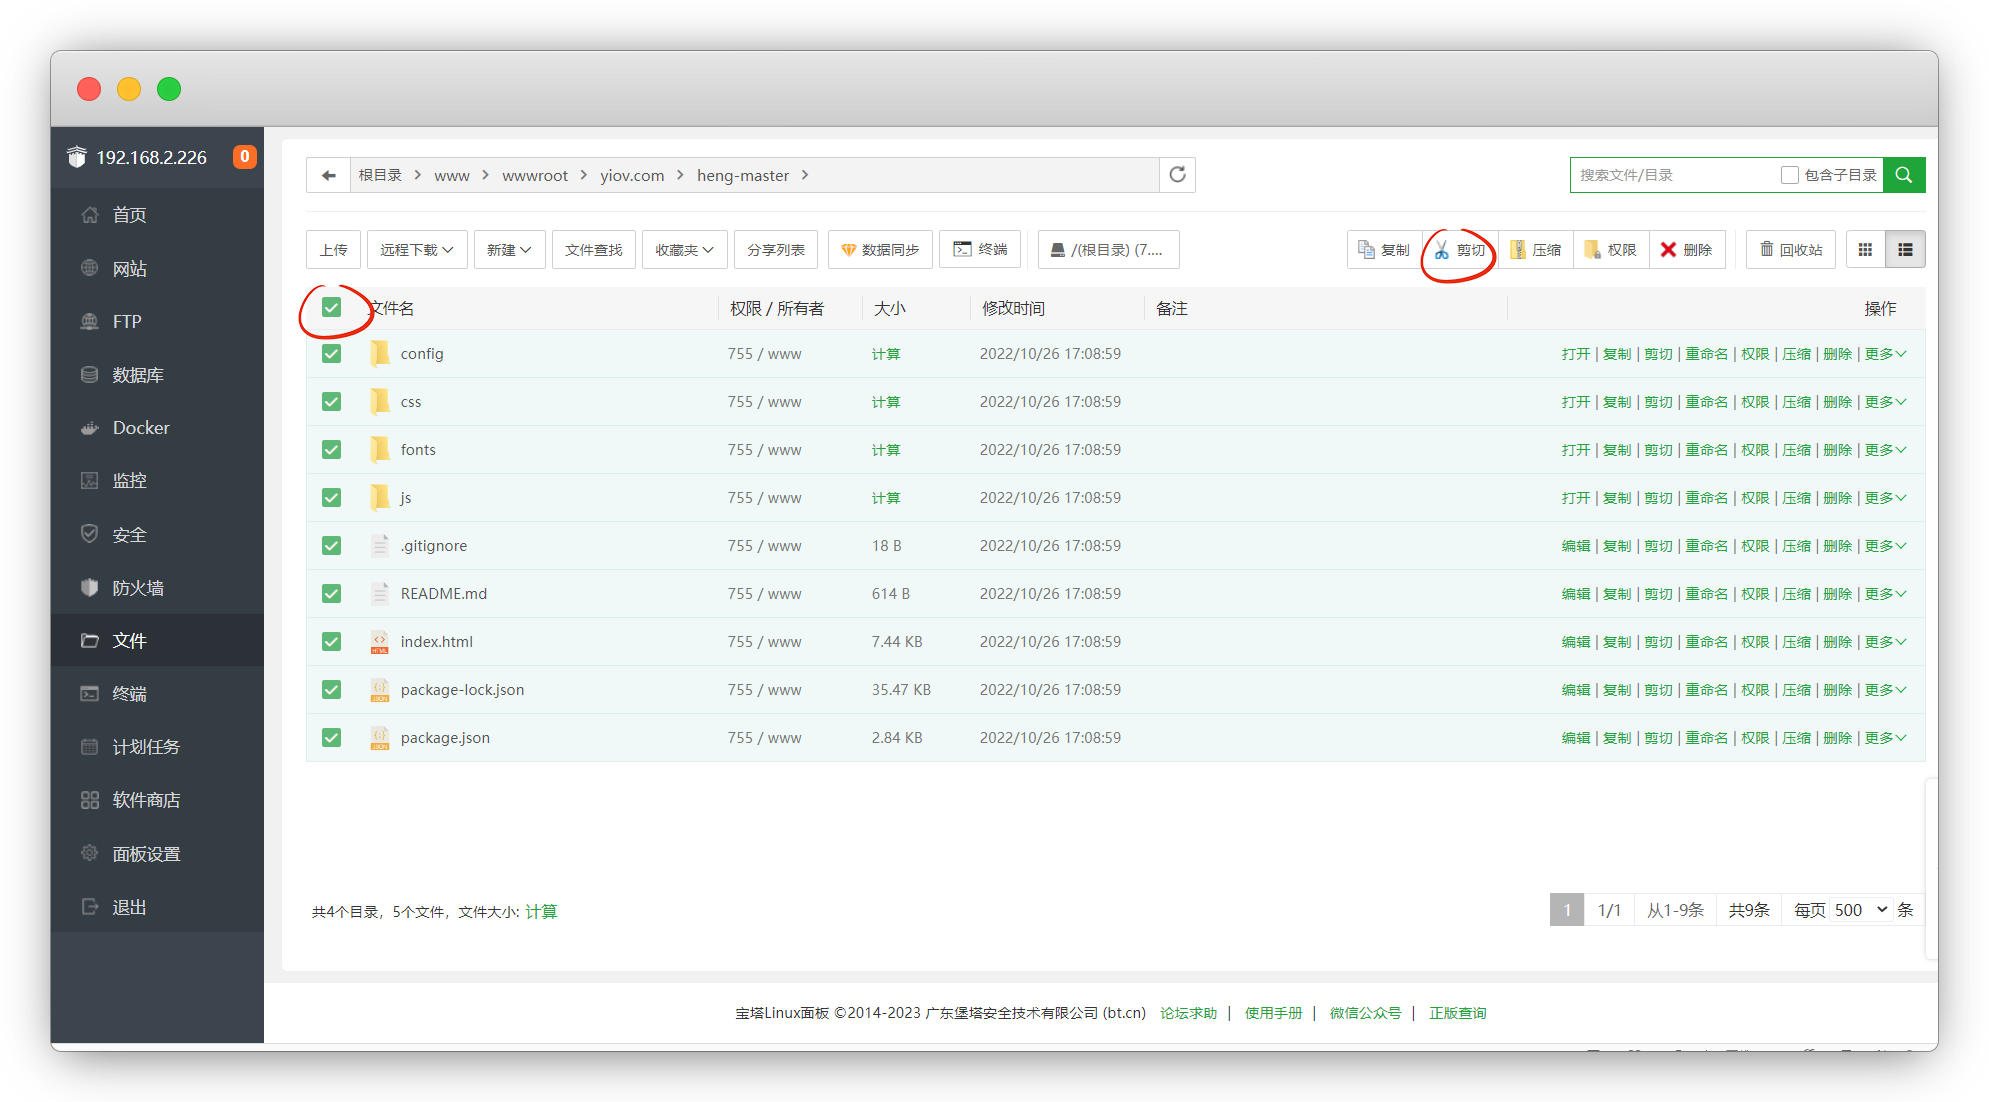 192.168.2.226 0
首页
网站
FTP
数据库
Docker
监控
安全
防火墙
文件
终端
计划任务
软件商店
面板设置
退出
根目录 www wwwroot yiov.com heng-master
搜索文件/目录 包含子目录
上传 远程下载 新建 文件查找 收藏夹 分享列表 数据同步 终端 /(根目录) (7.... 复制 剪切 压缩 权限 删除 回收站
文件名 权限 / 所有者 大小 修改时间 备注 操作
config 755 / www 计算 2022/10/26 17:08:59 打开 | 复制 | 剪切 | 重命名 | 权限 | 压缩 | 删除 | 更多
css 755 / www 计算 2022/10/26 17:08:59 打开 | 复制 | 剪切 | 重命名 | 权限 | 压缩 | 删除 | 更多
fonts 755 / www 计算 2022/10/26 17:08:59 打开 | 复制 | 剪切 | 重命名 | 权限 | 压缩 | 删除 | 更多
js 755 / www 计算 2022/10/26 17:08:59 打开 | 复制 | 剪切 | 重命名 | 权限 | 压缩 | 删除 | 更多
.gitignore 755 / www 18 B 2022/10/26 17:08:59 编辑 | 复制 | 剪切 | 重命名 | 权限 | 压缩 | 删除 | 更多
README.md 755 / www 614 B 2022/10/26 17:08:59 编辑 | 复制 | 剪切 | 重命名 | 权限 | 压缩 | 删除 | 更多
HTML index.html 755 / www 7.44 KB 2022/10/26 17:08:59 编辑 | 复制 | 剪切 | 重命名 | 权限 | 压缩 | 删除 | 更多
JSON package-lock.json 755 / www 35.47 KB 2022/10/26 17:08:59 编辑 | 复制 | 剪切 | 重命名 | 权限 | 压缩 | 删除 | 更多
JSON package.json 755 / www 2.84 KB 2022/10/26 17:08:59 编辑 | 复制 | 剪切 | 重命名 | 权限 | 压缩 | 删除 | 更多
共4个目录，5个文件，文件大小: 计算 1 1/1 从1-9条 共9条 每页 500 条
宝塔Linux面板 ©2014-2023 广东堡塔安全技术有限公司 (bt.cn) 论坛求助 | 使用手册 | 微信公众号 | 正版查询